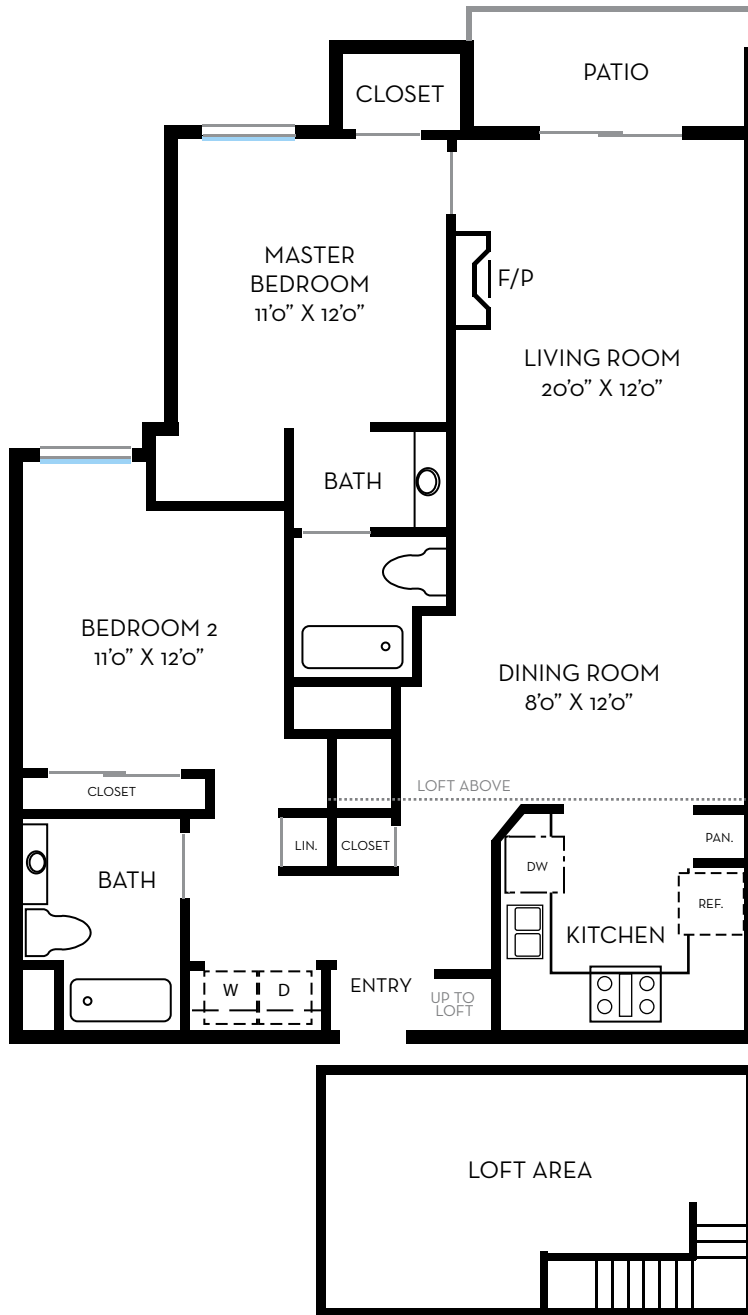 PATIO
CLOSET
MASTER
BEDROOM
11'0" X 12'0"
F/P
LIVING ROOM
20'0" X 12'0"
BATH
BEDROOM 2
11'0" X 12'0"
DINING ROOM
8'0" X 12'0"
LOFT ABOVE
CLOSET
LIN.
CLOSET
PAN.
DW
BATH
REF.
KITCHEN
W
D
ENTRY
UP TO
LOFT
LOFT AREA